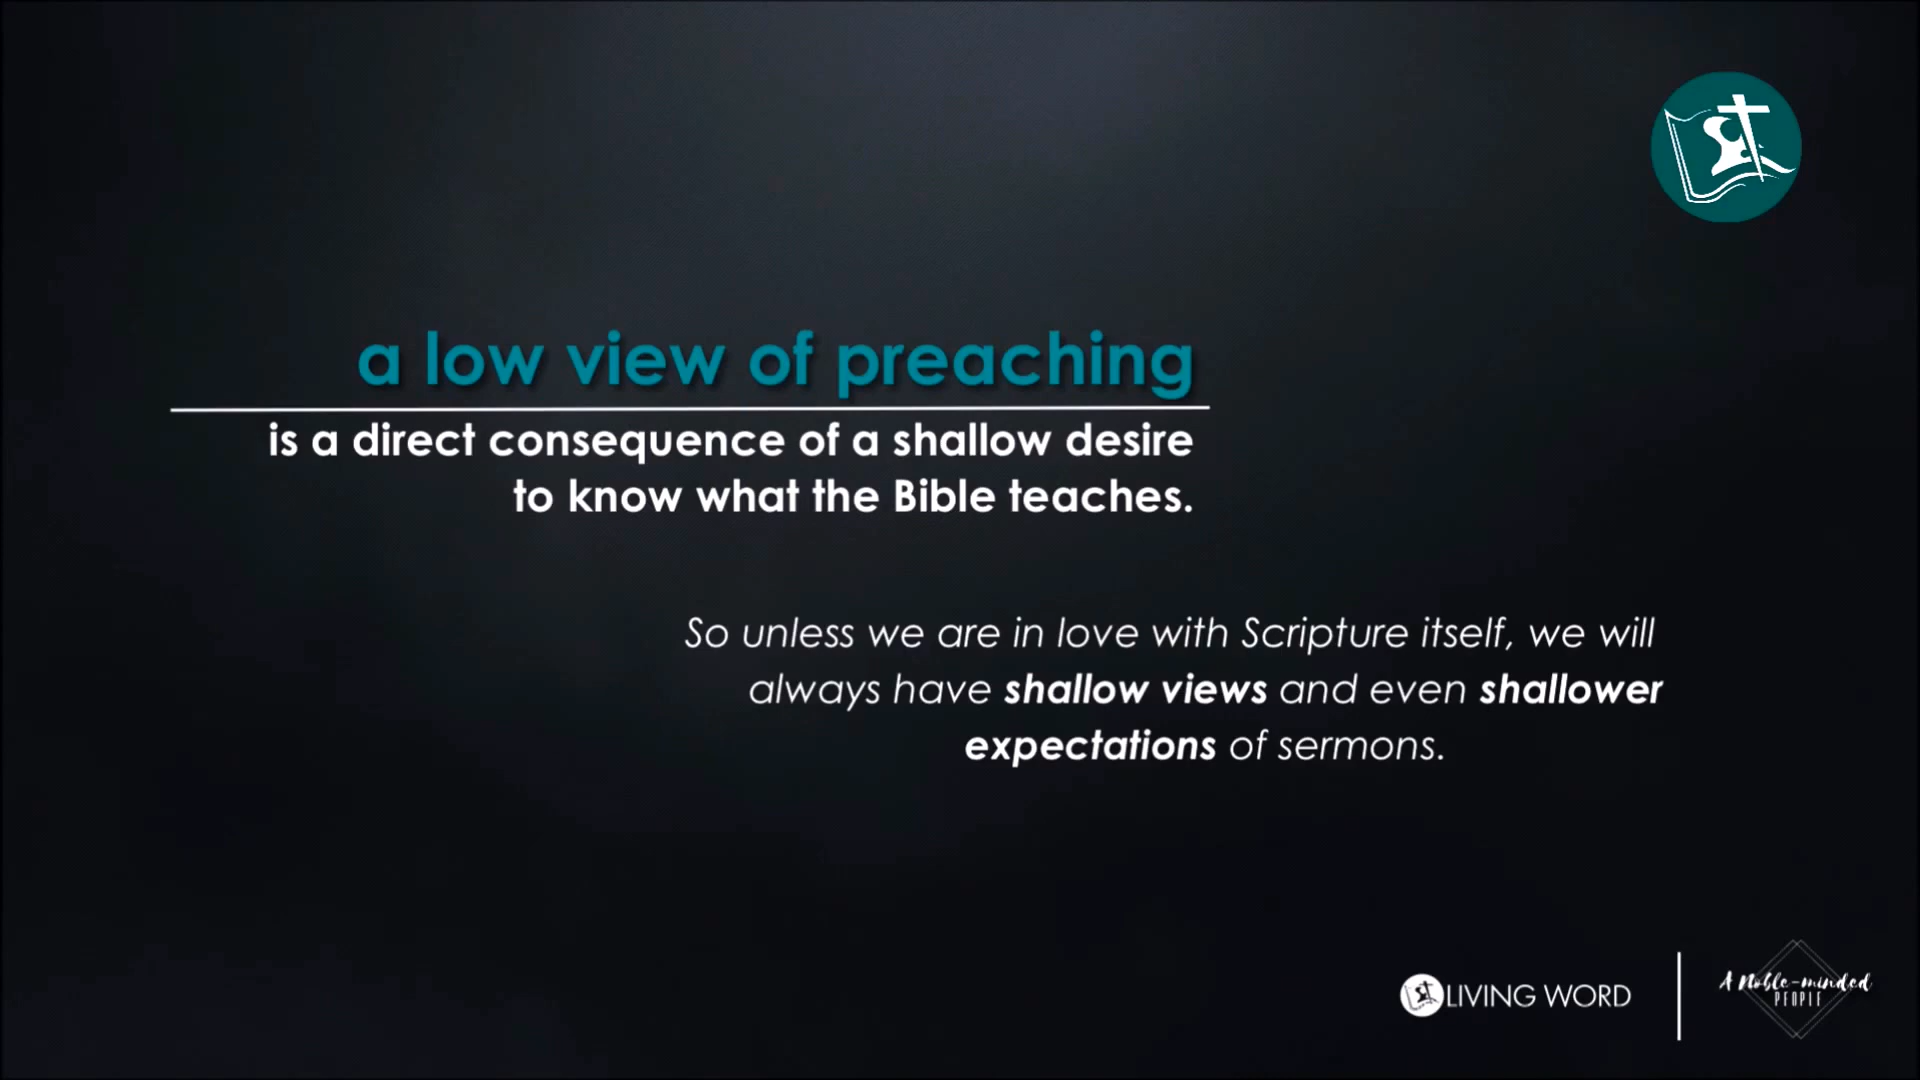 a low view of preaching
is a direct consequence of a shallow desire
to know what the Bible teaches.
So unless we are in love with Scripture itself, we will
always have shallow views and even shallower
expectations of sermons.
LIVING WORD
A Noble-minded
PEOPLE